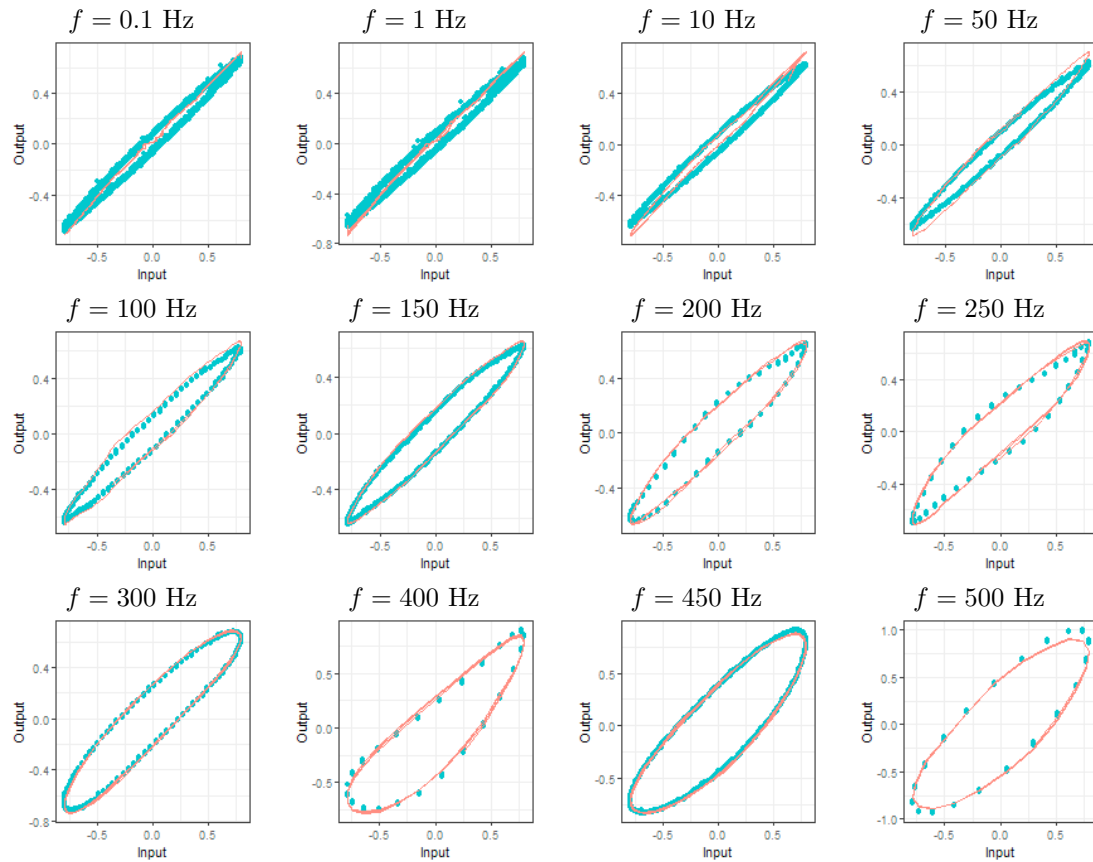 f = 0.1 Hz
f = 1 Hz
f = 10 Hz
f = 50 Hz
Output
0.4
0.0
-0.4
-0.5
0.0
0.5
Input
Output
0.4
0.0
-0.4
-0.8
-0.5
0.0
0.5
Input
Output
0.4
0.0
-0.4
-0.5
0.0
0.5
Input
Output
0.4
0.0
-0.4
-0.5
0.0
0.5
Input
f = 100 Hz
f = 150 Hz
f = 200 Hz
f = 250 Hz
Output
0.4
0.0
-0.4
-0.5
0.0
0.5
Input
Output
0.4
0.0
-0.4
-0.5
0.0
0.5
Input
Output
0.4
0.0
-0.4
-0.5
0.0
0.5
Input
Output
0.4
0.0
-0.4
-0.5
0.0
0.5
Input
f = 300 Hz
f = 400 Hz
f = 450 Hz
f = 500 Hz
Output
0.4
0.0
-0.4
-0.8
-0.5
0.0
0.5
Input
Output
0.5
0.0
-0.5
-0.5
0.0
0.5
Input
Output
0.5
0.0
-0.5
-0.5
0.0
0.5
Input
Output
1.0
0.5
0.0
-0.5
-1.0
-0.5
0.0
0.5
Input